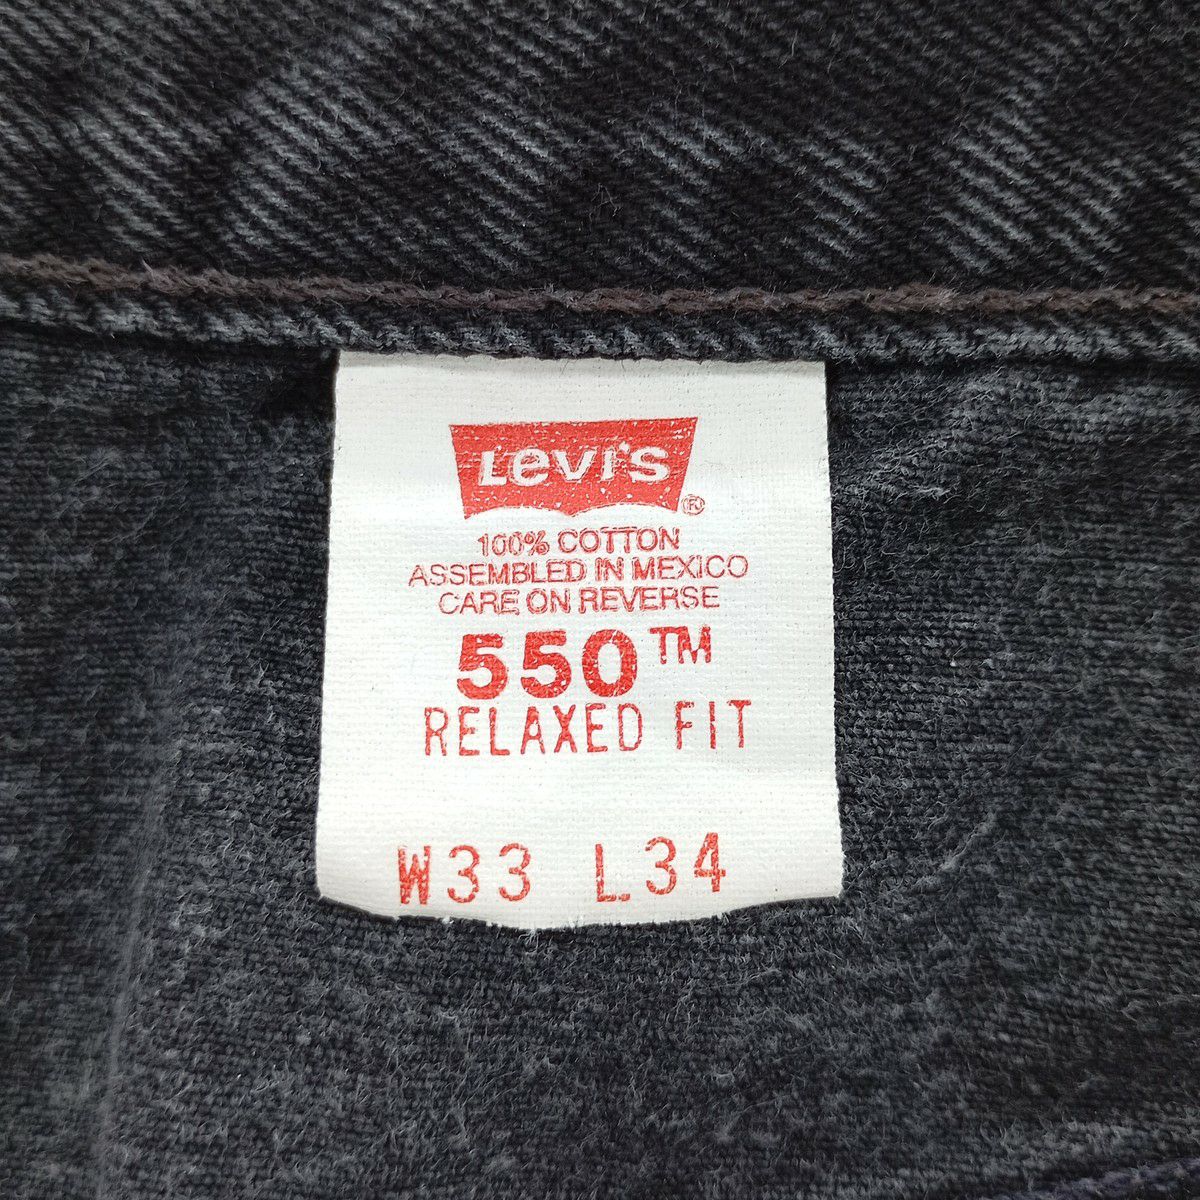 Levi's®
100% COTTON
ASSEMBLED IN MEXICO
CARE ON REVERSE
550™
RELAXED FIT
W33 L34